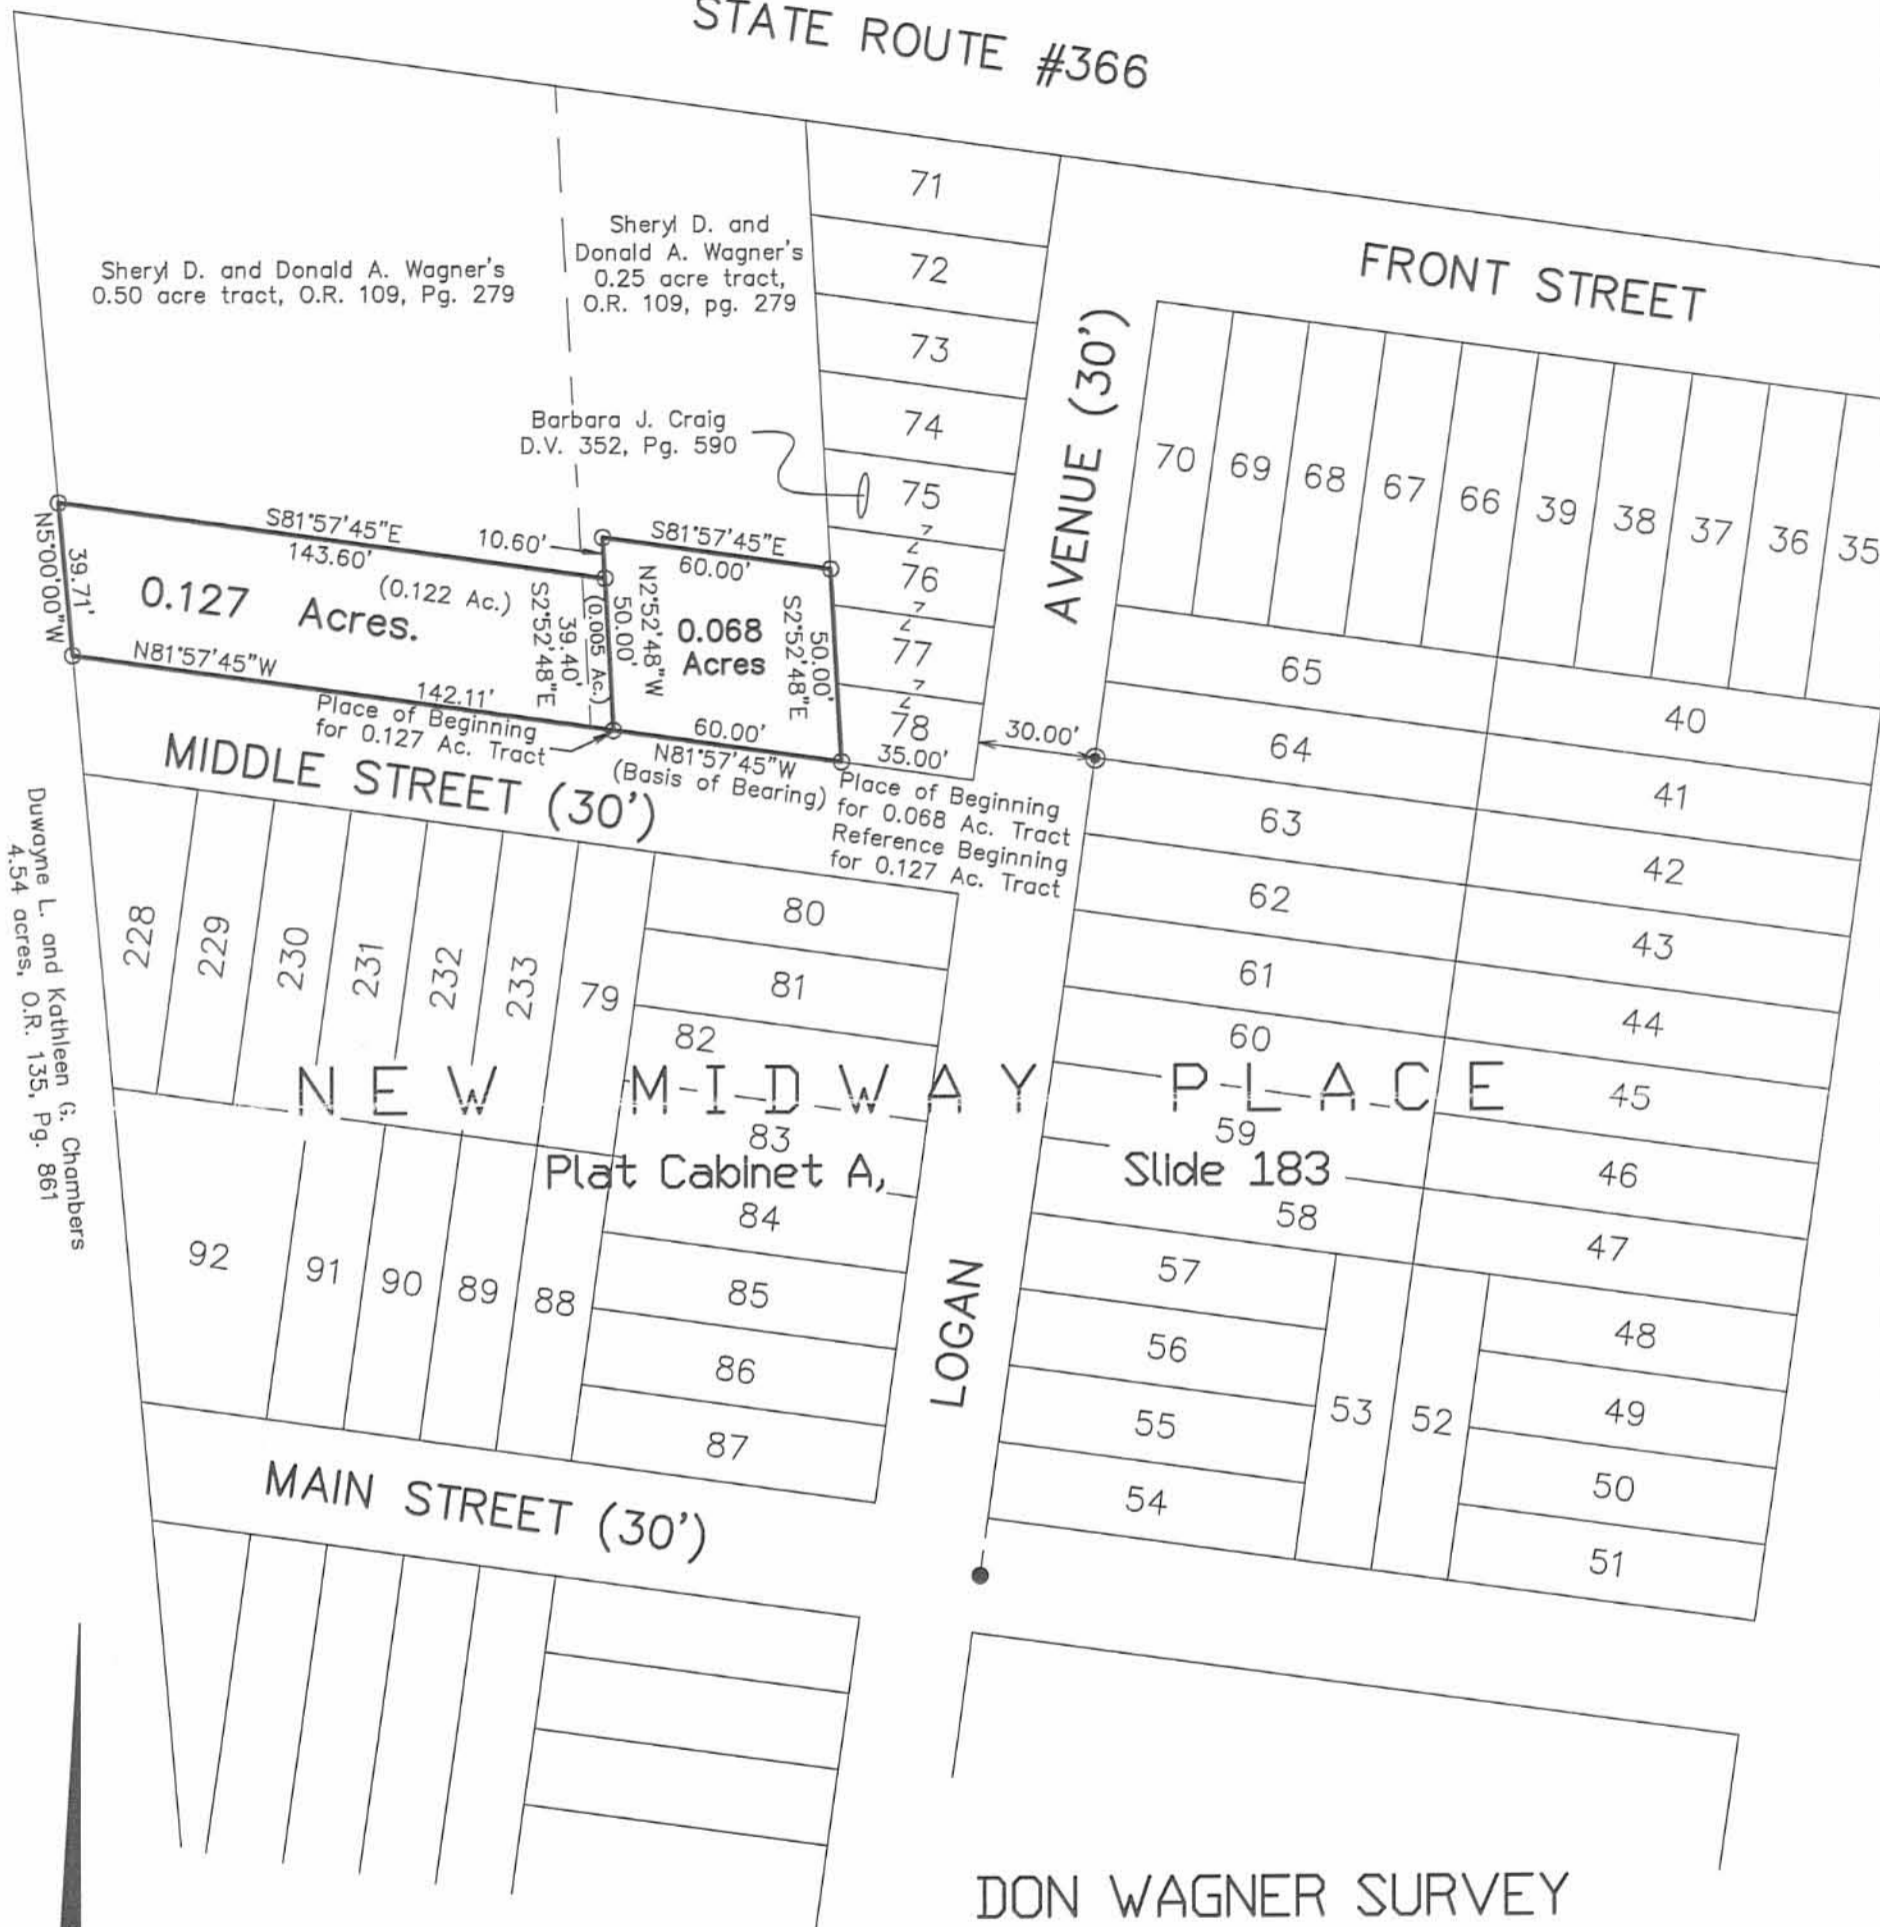 STATE ROUTE #366
FRONT STREET
Sheryl D. and Donald A. Wagner's
0.50 acre tract, O.R. 109, Pg. 279
Sheryl D. and
Donald A. Wagner's
0.25 acre tract,
O.R. 109, pg. 279
Barbara J. Craig
D.V. 352, Pg. 590
71
72
73
74
75
Z
76
Z
77
Z
78
35.00'
AVENUE (30')
70
69
68
67
66
39
38
37
36
35
N5°00'00"W
39.71'
S81°57'45"E
143.60'
10.60'
0.127 Acres.
(0.122 Ac.)
S2°52'48"E
39.40'
(0.005 Ac.)
50.00'
N2°52'48"W
S81°57'45"E
60.00'
0.068
Acres
50.00'
S2°52'48"E
N81°57'45"W
142.11'
Place of Beginning
for 0.127 Ac. Tract
60.00'
N81°57'45"W
(Basis of Bearing)
30.00'
Place of Beginning
for 0.068 Ac. Tract
Reference Beginning
for 0.127 Ac. Tract
MIDDLE STREET (30')
65
64
63
62
61
60
59
58
57
56
55
54
53
52
40
41
42
43
44
45
46
47
48
49
50
51
Duwayne L. and Kathleen G. Chambers
4.54 acres, O.R. 135, Pg. 861
228
229
230
231
232
233
79
80
81
82
83
84
85
86
87
NEW MIDWAY PLACE
Plat Cabinet A, Slide 183
92
91
90
89
88
LOGAN
MAIN STREET (30')
DON WAGNER SURVEY